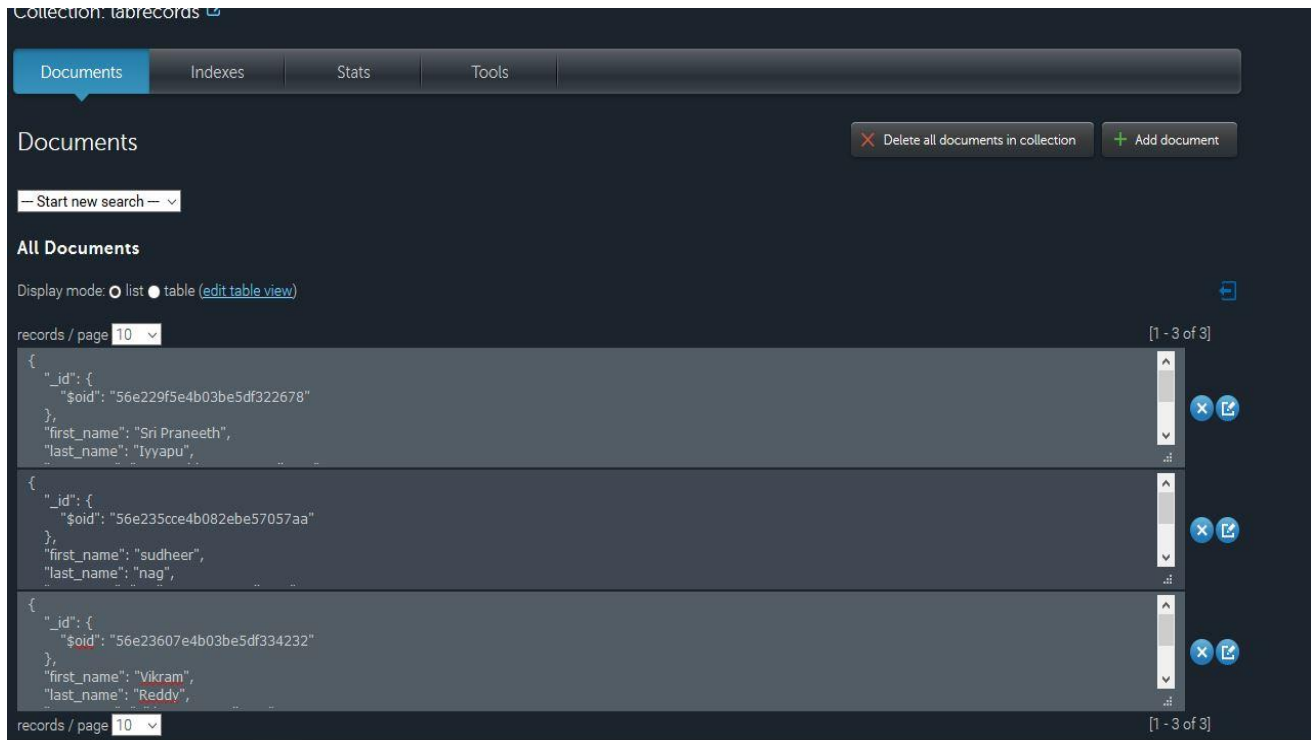 Collection: labrecords
Documents Indexes Stats Tools
Documents
Delete all documents in collection
Add document
-- Start new search --
All Documents
Display mode: list table (edit table view)
records / page 10
[1 - 3 of 3]
{
"_id": {
"$oid": "56e229f5e4b03be5df322678"
},
"first_name": "Sri Praneeth",
"last_name": "Iyyapu",
{
"_id": {
"$oid": "56e235cce4b082ebe57057aa"
},
"first_name": "sudheer",
"last_name": "nag",
{
"_id": {
"$oid": "56e23607e4b03be5df334232"
},
"first_name": "Vikram",
"last_name": "Reddy",
records / page 10
[1 - 3 of 3]